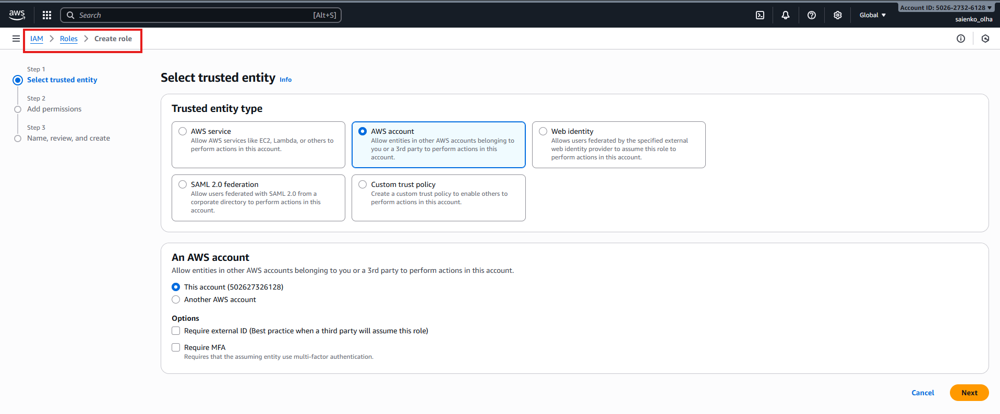 aws
Search
[Alt+S]
Global
Account ID: 5026-2732-6128
saienko_olha
IAM > Roles > Create role
Step 1
Select trusted entity
Step 2
Add permissions
Step 3
Name, review, and create
Select trusted entity Info
Trusted entity type
AWS service
Allow AWS services like EC2, Lambda, or others to
perform actions in this account.
AWS account
Allow entities in other AWS accounts belonging to
you or a 3rd party to perform actions in this
account.
Web identity
Allows users federated by the specified external
web identity provider to assume this role to
perform actions in this account.
SAML 2.0 federation
Allow users federated with SAML 2.0 from a
corporate directory to perform actions in this
account.
Custom trust policy
Create a custom trust policy to enable others to
perform actions in this account.
An AWS account
Allow entities in other AWS accounts belonging to you or a 3rd party to perform actions in this account.
This account (502627326128)
Another AWS account
Options
Require external ID (Best practice when a third party will assume this role)
Require MFA
Requires that the assuming entity use multi-factor authentication.
Cancel
Next